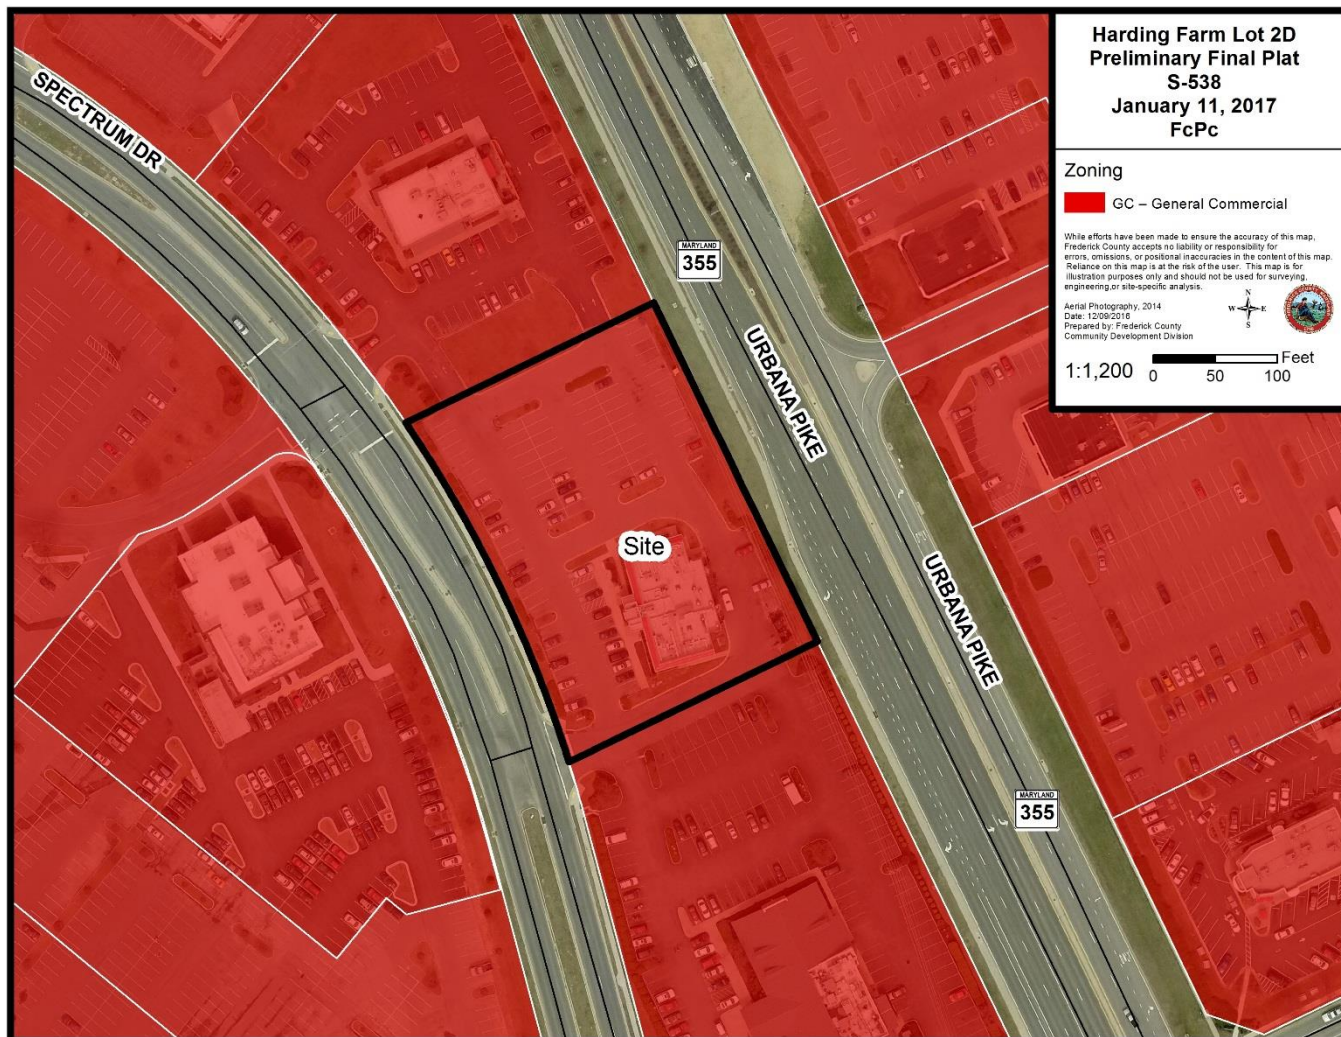 Harding Farm Lot 2D
Preliminary Final Plat
S-538
January 11, 2017
FcPc
Zoning
GC – General Commercial
While efforts have been made to ensure the accuracy of this map,
Frederick County accepts no liability or responsibility for
errors, omissions, or positional inaccuracies in the content of this map.
Reliance on this map is at the risk of the user. This map is for
illustration purposes only and should not be used for surveying,
engineering,or site-specific analysis.
Aerial Photography, 2014
Date: 12/09/2016
Prepared by: Frederick County
Community Development Division
N
W E
S
1:1,200
0 50 100 Feet
SPECTRUM DR
MARYLAND
355
URBANA PIKE
Site
URBANA PIKE
MARYLAND
355